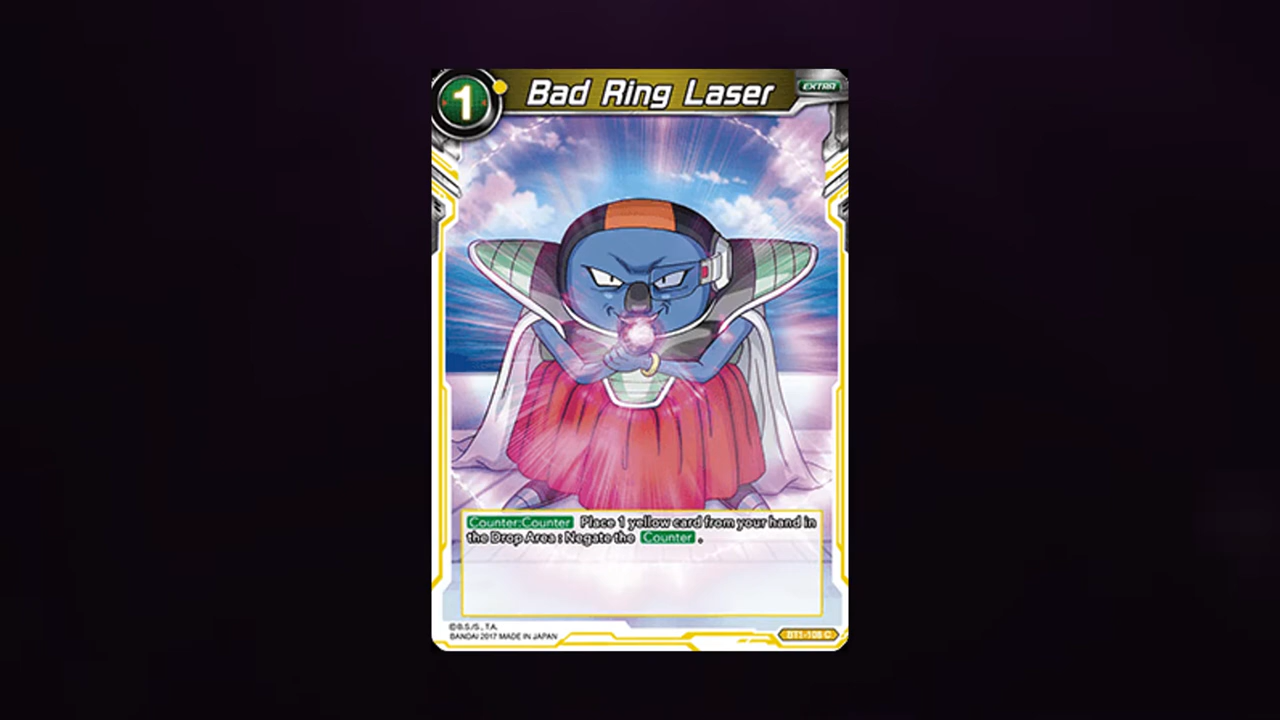 1
Bad Ring Laser
EXTRA
Counter:Counter Place 1 yellow card from your hand in
the Drop Area : Negate the Counter .
©B.S./S., T.A.
BANDAI 2017 MADE IN JAPAN
BT1-108 C